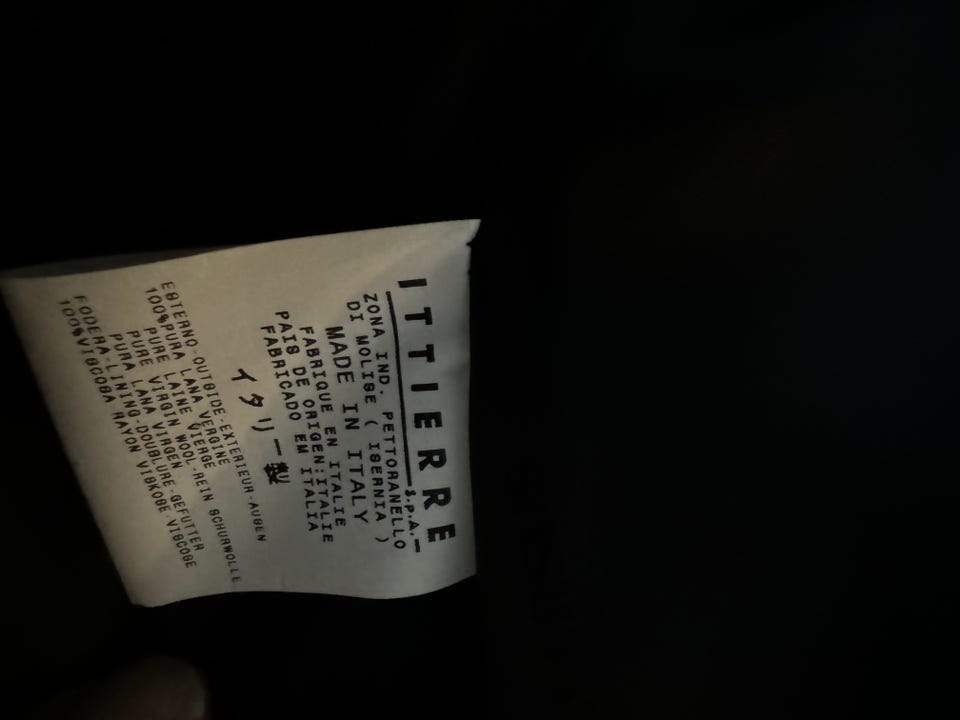 ITTIERRE
S.P.A.
ZONA IND. PETTORANELLO
DI MOLISE ( ISERNIA )
MADE IN ITALY
FABRIQUE EN ITALIE
PAIS DE ORIGEN:ITALIE
FABRICADO EM ITALIA
イタリー製
ESTERNO-OUTSIDE-EXTERIEUR-AUßEN
100%PURA LANA VERGINE
PURE LAINE VIERGE
PURE VIRGIN WOOL-REIN SCHURWOLLE
PURA LANA VIRGEN
FODERA-LINING-DOUBLURE-GEFUTTER
100%VISCOSA RAYON VISKOSE VISCOSE